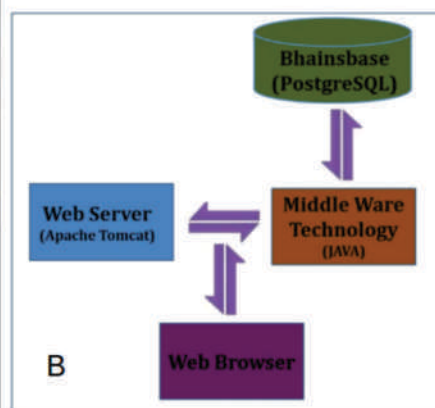 Bhainsbase
(PostgreSQL)
Web Server
(Apache Tomcat)
Middle Ware
Technology
(JAVA)
Web Browser
B